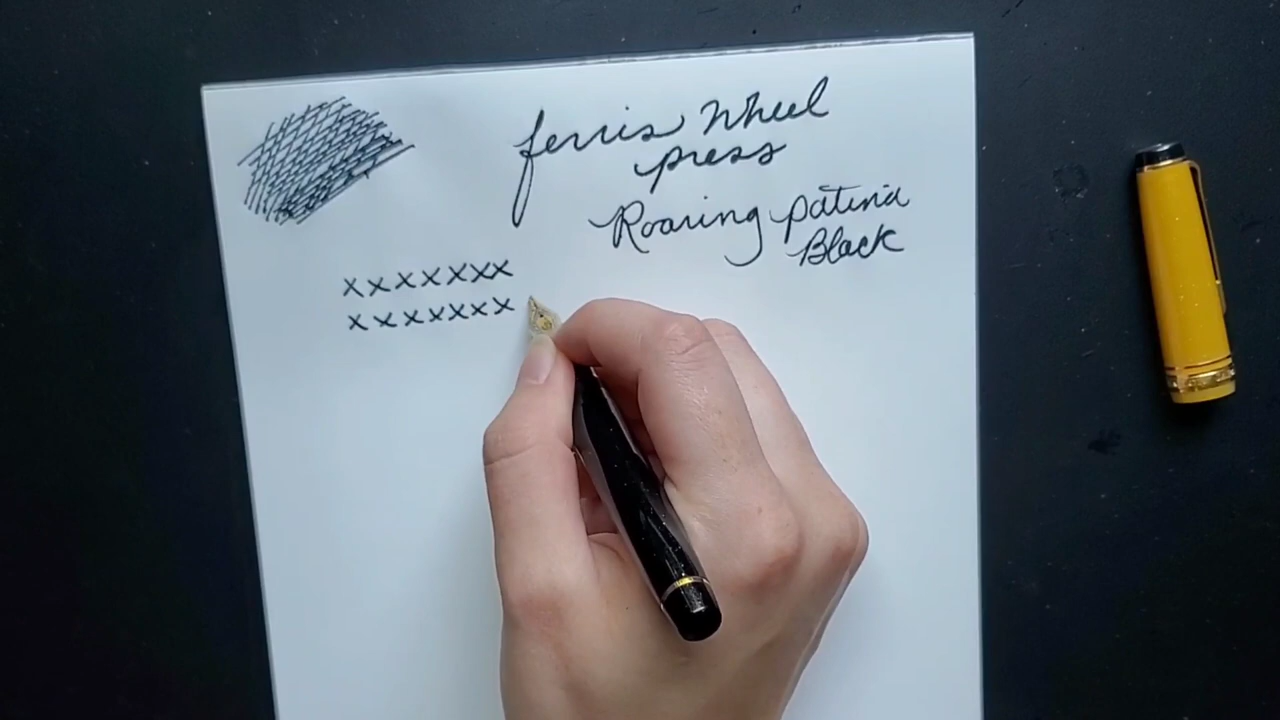 ferris wheel
press
Roaring patina
Black
xxxxxxx
xxxxxxx